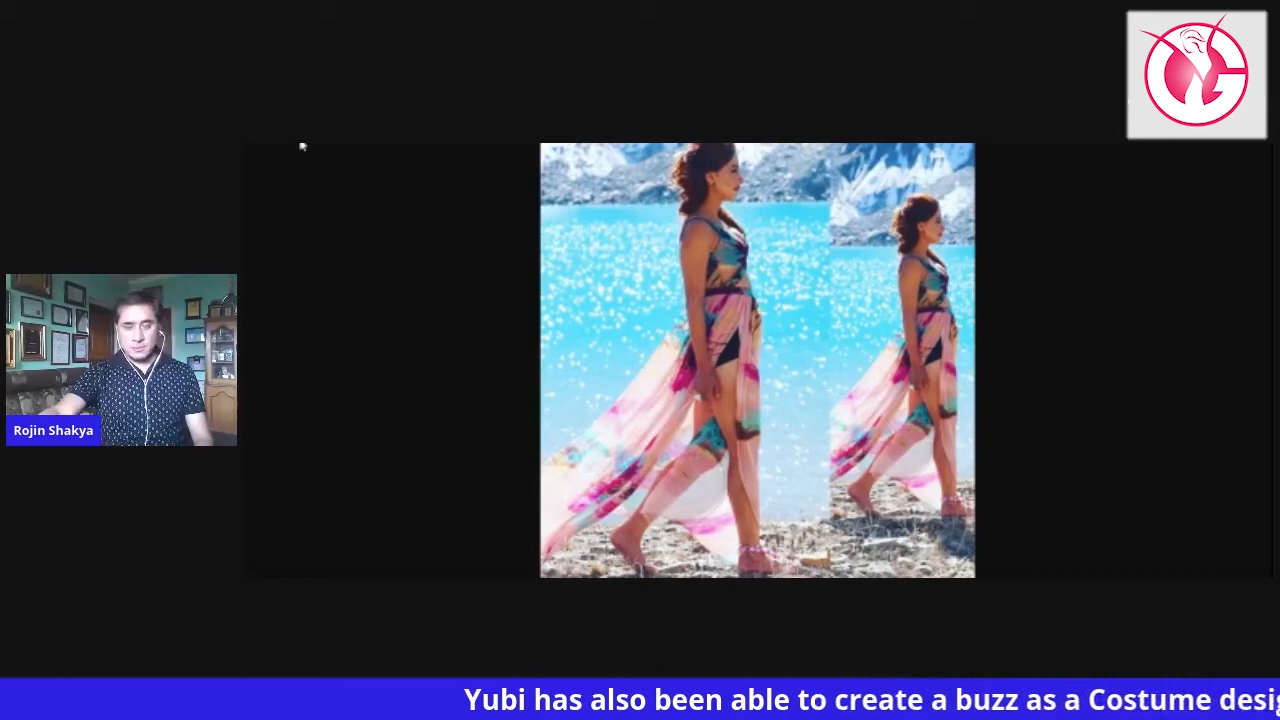 Rojin Shakya
Yubi has also been able to create a buzz as a Costume desi